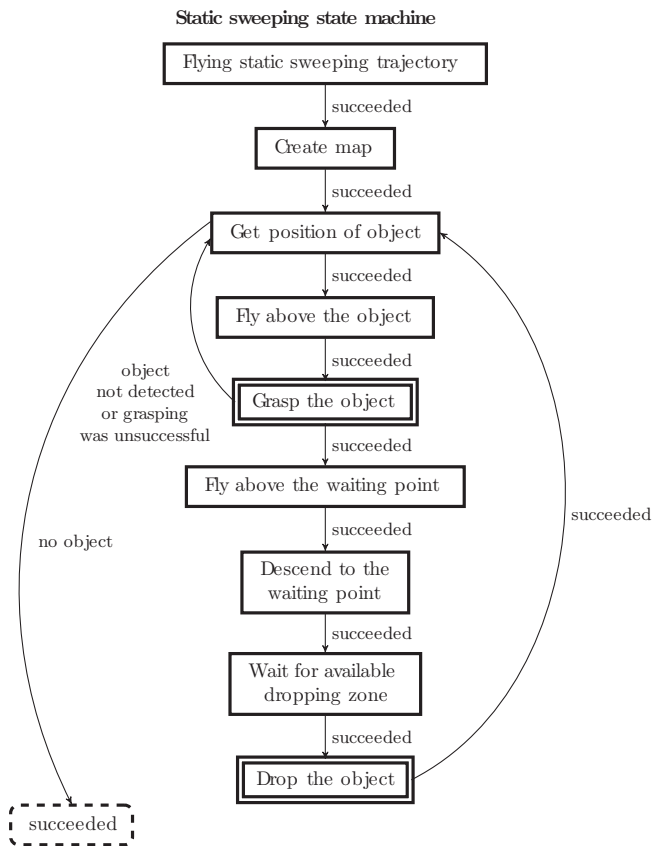 Static sweeping state machine
Flying static sweeping trajectory
succeeded
Create map
succeeded
Get position of object
succeeded
Fly above the object
succeeded
object
not detected
or grasping
was unsuccessful
Grasp the object
succeeded
Fly above the waiting point
succeeded
succeeded
no object
Descend to the
waiting point
succeeded
Wait for available
dropping zone
succeeded
Drop the object
succeeded